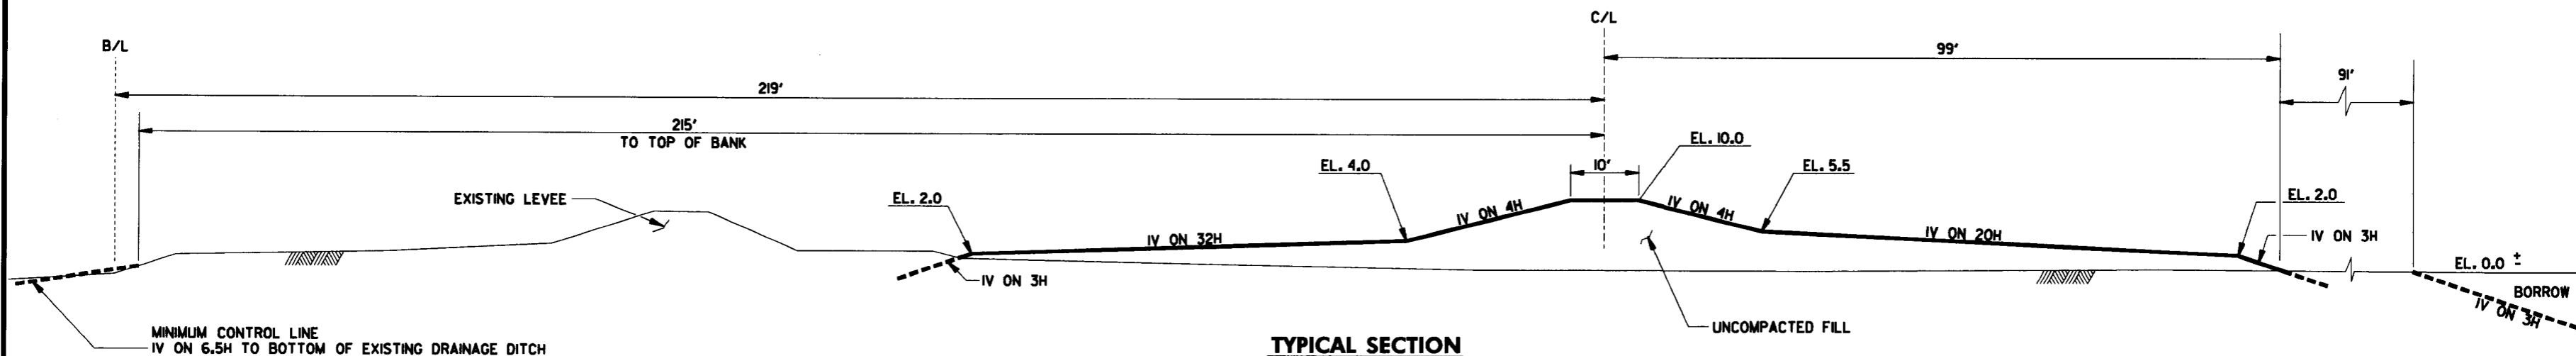 C/L
B/L
99'
91'
219'
215'
TO TOP OF BANK
EL. 10.0
10'
EL. 4.0
EL. 5.5
EXISTING LEVEE
EL. 2.0
EL. 2.0
IV ON 4H
IV ON 4H
IV ON 32H
IV ON 20H
IV ON 3H
EL. 0.0 ±
IV ON 3H
BORROW
IV ON 3H
UNCOMPACTED FILL
MINIMUM CONTROL LINE
IV ON 6.5H TO BOTTOM OF EXISTING DRAINAGE DITCH
TYPICAL SECTION